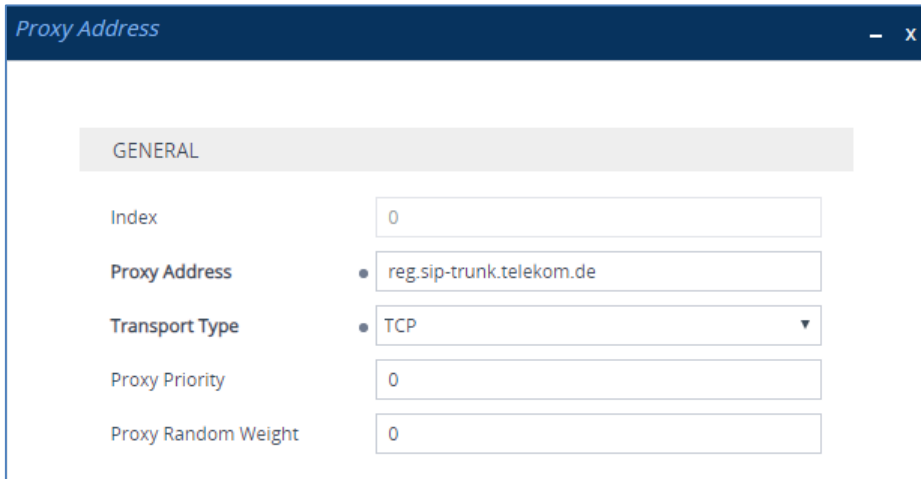 Proxy Address
– x
GENERAL
Index 0
Proxy Address reg.sip-trunk.telekom.de
Transport Type TCP
Proxy Priority 0
Proxy Random Weight 0